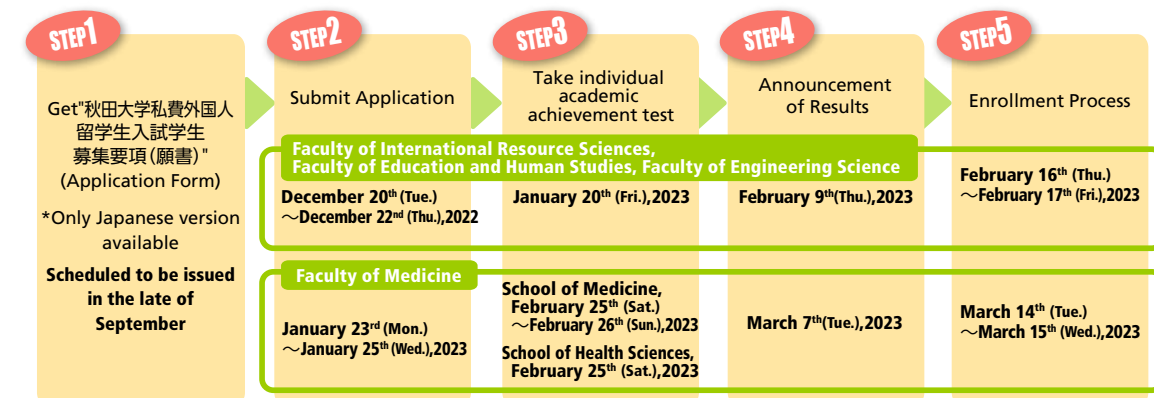 STEP1
Get"秋田大学私費外国人
留学生入試学生
募集要項(願書)"
(Application Form)
*Only Japanese version
available
Scheduled to be issued
in the late of
September
STEP2
Submit Application
STEP3
Take individual
academic
achievement test
STEP4
Announcement
of Results
STEP5
Enrollment Process
Faculty of International Resource Sciences,
Faculty of Education and Human Studies, Faculty of Engineering Science
December 20th (Tue.)
～December 22nd (Thu.),2022
January 20th (Fri.),2023
February 9th(Thu.),2023
February 16th (Thu.)
～February 17th (Fri.),2023
Faculty of Medicine
January 23rd (Mon.)
～January 25th (Wed.),2023
School of Medicine,
February 25th (Sat.)
～February 26th (Sun.),2023
School of Health Sciences,
February 25th (Sat.),2023
March 7th(Tue.),2023
March 14th (Tue.)
～March 15th (Wed.),2023